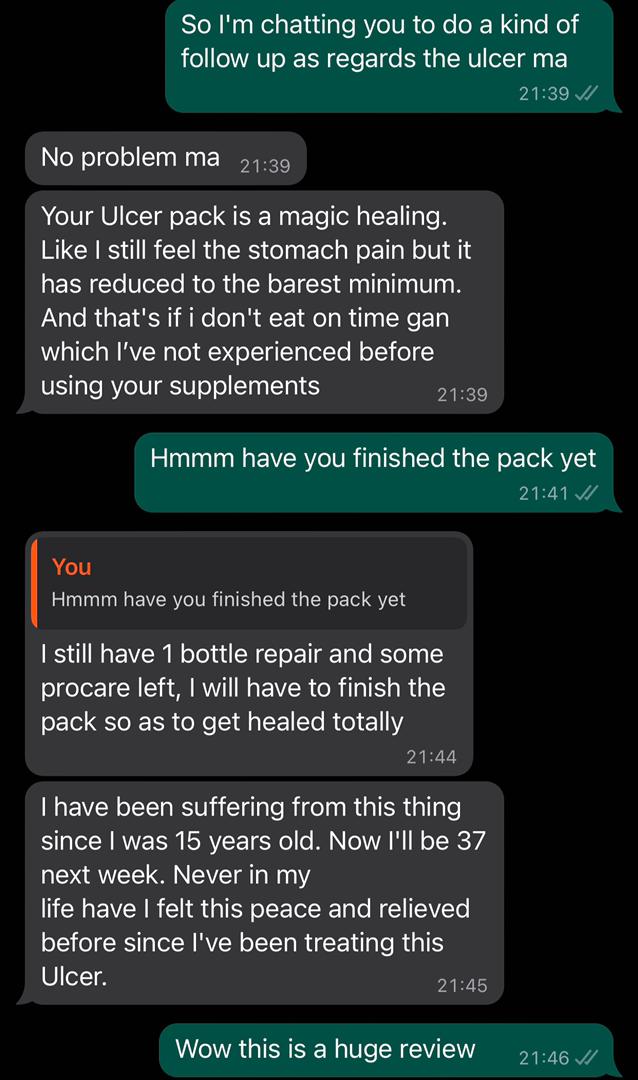 So I'm chatting you to do a kind of
follow up as regards the ulcer ma
21:39
No problem ma 21:39
Your Ulcer pack is a magic healing.
Like I still feel the stomach pain but it
has reduced to the barest minimum.
And that's if i don't eat on time gan
which I’ve not experienced before
using your supplements 21:39
Hmmm have you finished the pack yet
21:41
You
Hmmm have you finished the pack yet
I still have 1 bottle repair and some
procare left, I will have to finish the
pack so as to get healed totally
21:44
I have been suffering from this thing
since I was 15 years old. Now I'll be 37
next week. Never in my
life have I felt this peace and relieved
before since I've been treating this
Ulcer. 21:45
Wow this is a huge review 21:46